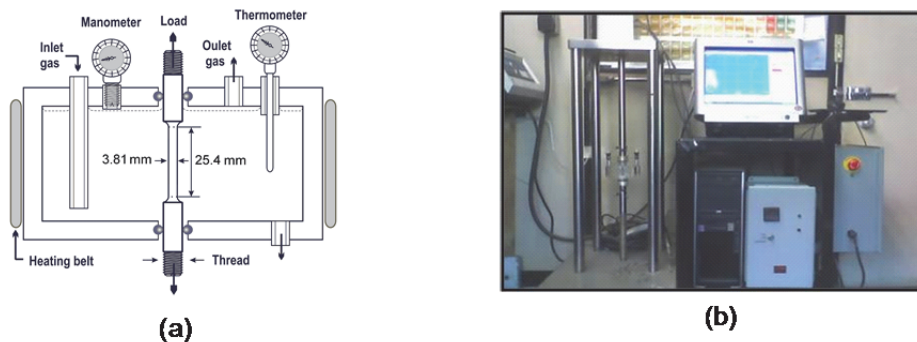 Manometer
Load
Thermometer
Inlet
gas
Oulet
gas
3.81 mm
25.4 mm
Heating belt
Thread
(a)
(b)